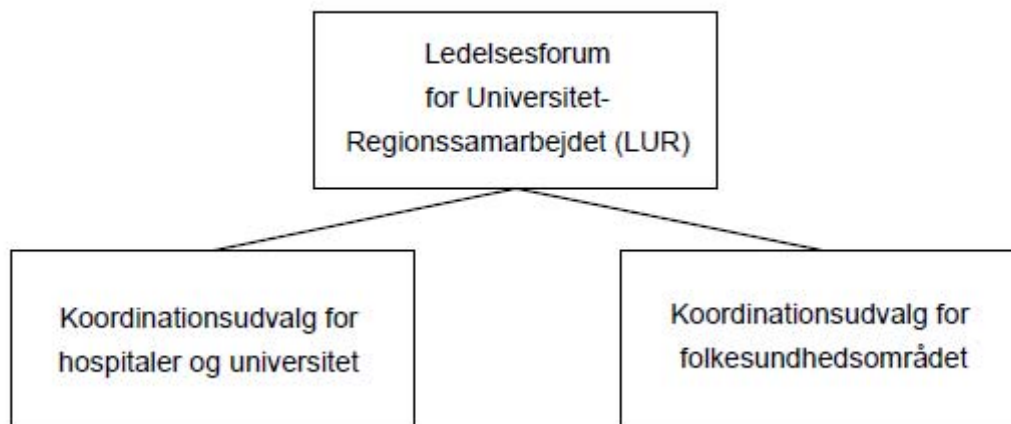 Ledelsesforum
for Universitet-
Regionssamarbejdet (LUR)
Koordinationsudvalg for
hospitaler og universitet
Koordinationsudvalg for
folkesundhedsområdet